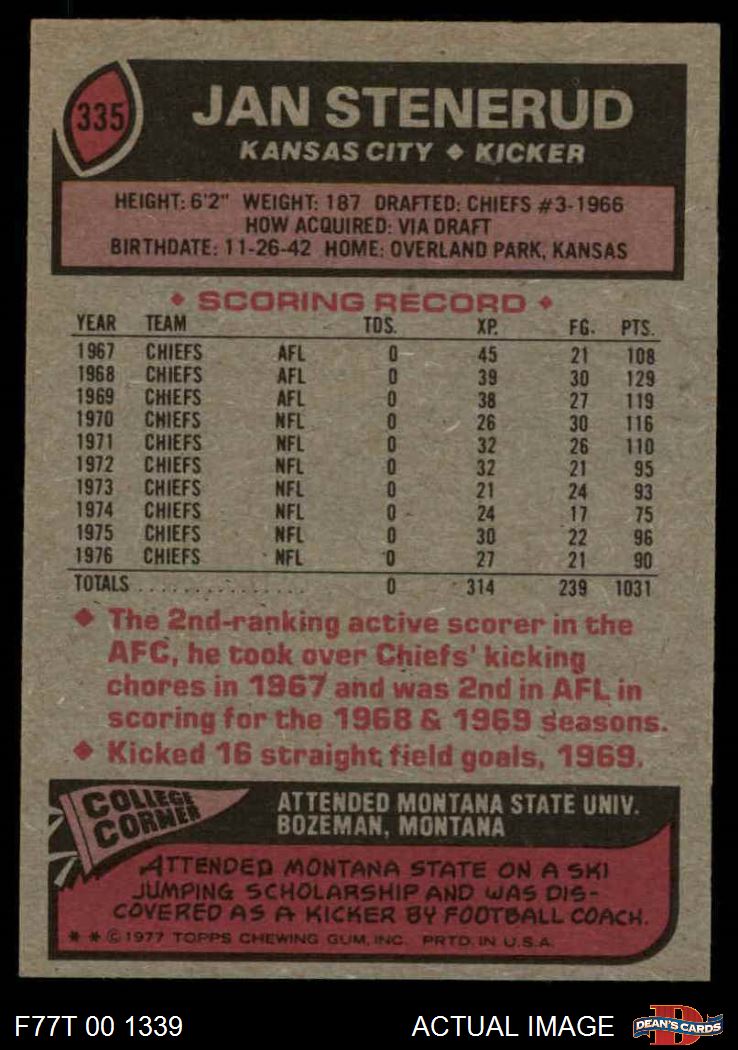 335
JAN STENERUD
KANSAS CITY ◆ KICKER
HEIGHT: 6'2" WEIGHT: 187 DRAFTED: CHIEFS #3-1966
HOW ACQUIRED: VIA DRAFT
BIRTHDATE: 11-26-42 HOME: OVERLAND PARK, KANSAS
◆ SCORING RECORD ◆
YEAR TEAM TDS. XP. FG. PTS.
1967 CHIEFS AFL 0 45 21 108
1968 CHIEFS AFL 0 39 30 129
1969 CHIEFS AFL 0 38 27 119
1970 CHIEFS NFL 0 26 30 116
1971 CHIEFS NFL 0 32 26 110
1972 CHIEFS NFL 0 32 21 95
1973 CHIEFS NFL 0 21 24 93
1974 CHIEFS NFL 0 24 17 75
1975 CHIEFS NFL 0 30 22 96
1976 CHIEFS NFL 0 27 21 90
TOTALS ................ 0 314 239 1031
◆ The 2nd-ranking active scorer in the
AFC, he took over Chiefs' kicking
chores in 1967 and was 2nd in AFL in
scoring for the 1968 & 1969 seasons.
◆ Kicked 16 straight field goals, 1969.
COLLEGE
CORNER
ATTENDED MONTANA STATE UNIV.
BOZEMAN, MONTANA
ATTENDED MONTANA STATE ON A SKI
JUMPING SCHOLARSHIP AND WAS DIS-
COVERED AS A KICKER BY FOOTBALL COACH.
* * © 1977 TOPPS CHEWING GUM, INC. PRTD. IN U.S.A.
F77T 00 1339
ACTUAL IMAGE
D
DEAN'S CARDS